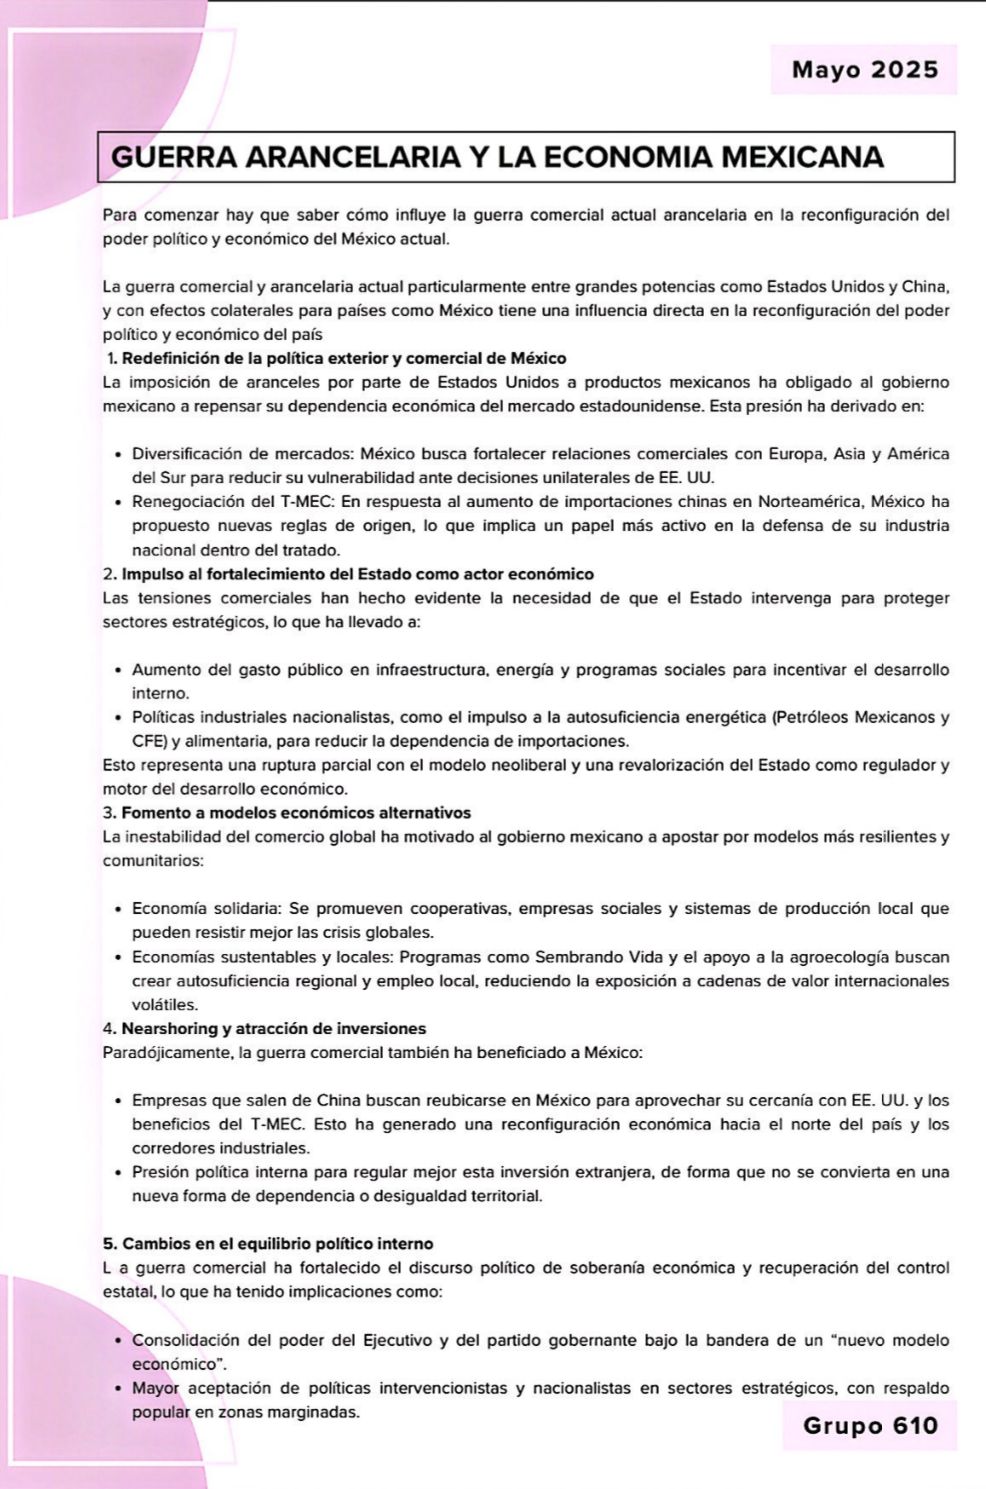 Mayo 2025
GUERRA ARANCELARIA Y LA ECONOMIA MEXICANA
Para comenzar hay que saber cómo influye la guerra comercial actual arancelaria en la reconfiguración del
poder político y económico del México actual.
La guerra comercial y arancelaria actual particularmente entre grandes potencias como Estados Unidos y China,
y con efectos colaterales para países como México tiene una influencia directa en la reconfiguración del poder
político y económico del país
1. Redefinición de la política exterior y comercial de México
La imposición de aranceles por parte de Estados Unidos a productos mexicanos ha obligado al gobierno
mexicano a repensar su dependencia económica del mercado estadounidense. Esta presión ha derivado en:
• Diversificación de mercados: México busca fortalecer relaciones comerciales con Europa, Asia y América
del Sur para reducir su vulnerabilidad ante decisiones unilaterales de EE. UU.
• Renegociación del T-MEC: En respuesta al aumento de importaciones chinas en Norteamérica, México ha
propuesto nuevas reglas de origen, lo que implica un papel más activo en la defensa de su industria
nacional dentro del tratado.
2. Impulso al fortalecimiento del Estado como actor económico
Las tensiones comerciales han hecho evidente la necesidad de que el Estado intervenga para proteger
sectores estratégicos, lo que ha llevado a:
• Aumento del gasto público en infraestructura, energía y programas sociales para incentivar el desarrollo
interno.
• Políticas industriales nacionalistas, como el impulso a la autosuficiencia energética (Petróleos Mexicanos y
CFE) y alimentaria, para reducir la dependencia de importaciones.
Esto representa una ruptura parcial con el modelo neoliberal y una revalorización del Estado como regulador y
motor del desarrollo económico.
3. Fomento a modelos económicos alternativos
La inestabilidad del comercio global ha motivado al gobierno mexicano a apostar por modelos más resilientes y
comunitarios:
• Economía solidaria: Se promueven cooperativas, empresas sociales y sistemas de producción local que
pueden resistir mejor las crisis globales.
• Economías sustentables y locales: Programas como Sembrando Vida y el apoyo a la agroecología buscan
crear autosuficiencia regional y empleo local, reduciendo la exposición a cadenas de valor internacionales
volátiles.
4. Nearshoring y atracción de inversiones
Paradójicamente, la guerra comercial también ha beneficiado a México:
• Empresas que salen de China buscan reubicarse en México para aprovechar su cercanía con EE. UU. y los
beneficios del T-MEC. Esto ha generado una reconfiguración económica hacia el norte del país y los
corredores industriales.
• Presión política interna para regular mejor esta inversión extranjera, de forma que no se convierta en una
nueva forma de dependencia o desigualdad territorial.
5. Cambios en el equilibrio político interno
L a guerra comercial ha fortalecido el discurso político de soberanía económica y recuperación del control
estatal, lo que ha tenido implicaciones como:
• Consolidación del poder del Ejecutivo y del partido gobernante bajo la bandera de un “nuevo modelo
económico”.
• Mayor aceptación de políticas intervencionistas y nacionalistas en sectores estratégicos, con respaldo
popular en zonas marginadas.
Grupo 610